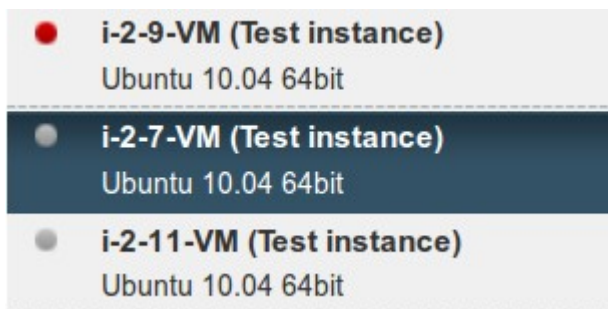 i-2-9-VM (Test instance)
Ubuntu 10.04 64bit
i-2-7-VM (Test instance)
Ubuntu 10.04 64bit
i-2-11-VM (Test instance)
Ubuntu 10.04 64bit